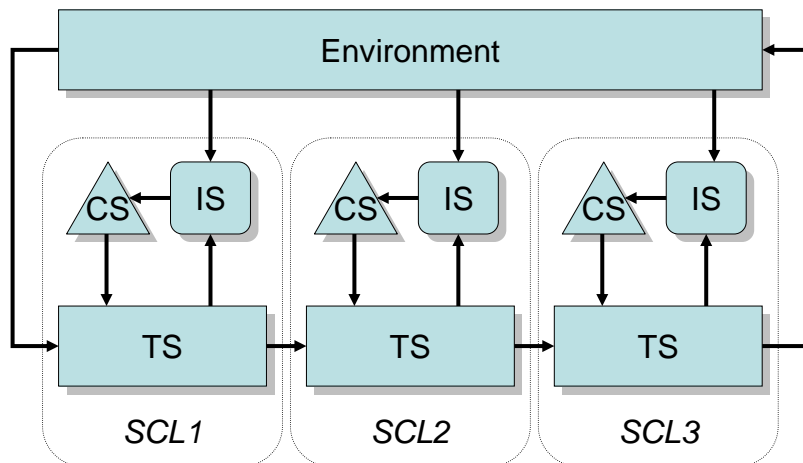 Environment
CS
IS
CS
IS
CS
IS
TS
TS
TS
SCL1
SCL2
SCL3